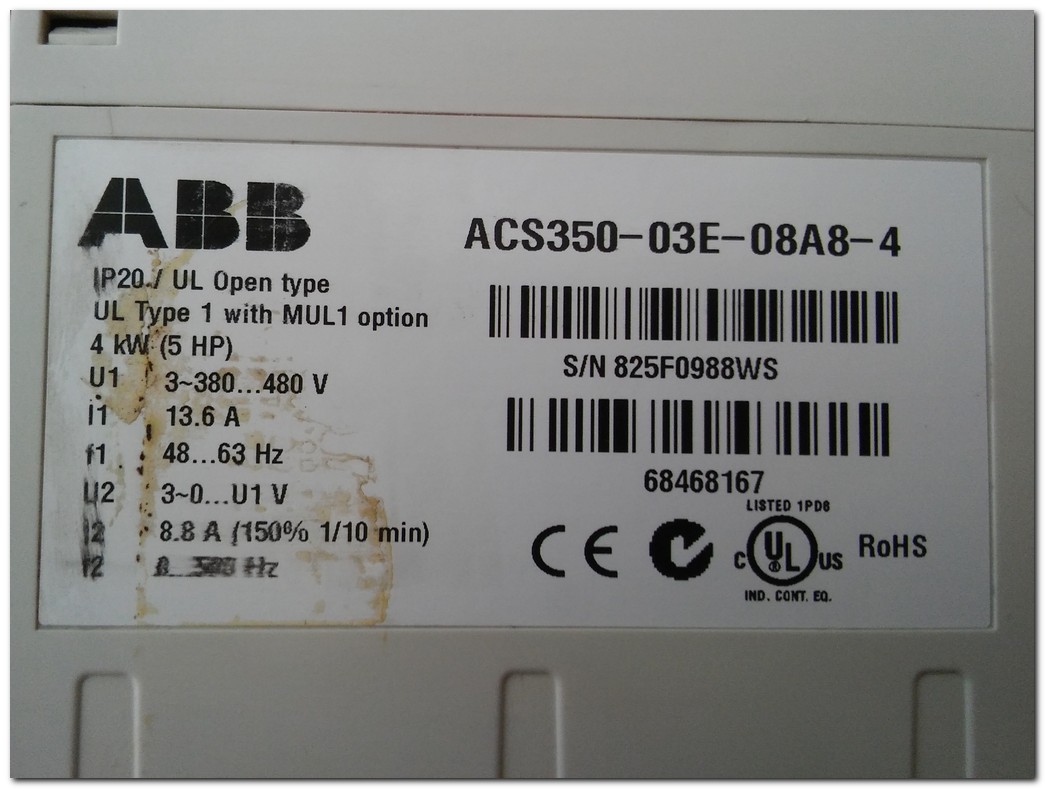 ABB
ACS350-03E-08A8-4
IP20 / UL Open type
UL Type 1 with MUL1 option
4 kW (5 HP)
U1 3~380...480 V
I1 13.6 A
f1 48...63 Hz
U2 3~0...U1 V
I2 8.8 A (150% 1/10 min)
f2 Hz
S/N 825F0988WS
68468167
CE
LISTED 1PD8
C UL US
IND. CONT. EQ.
RoHS